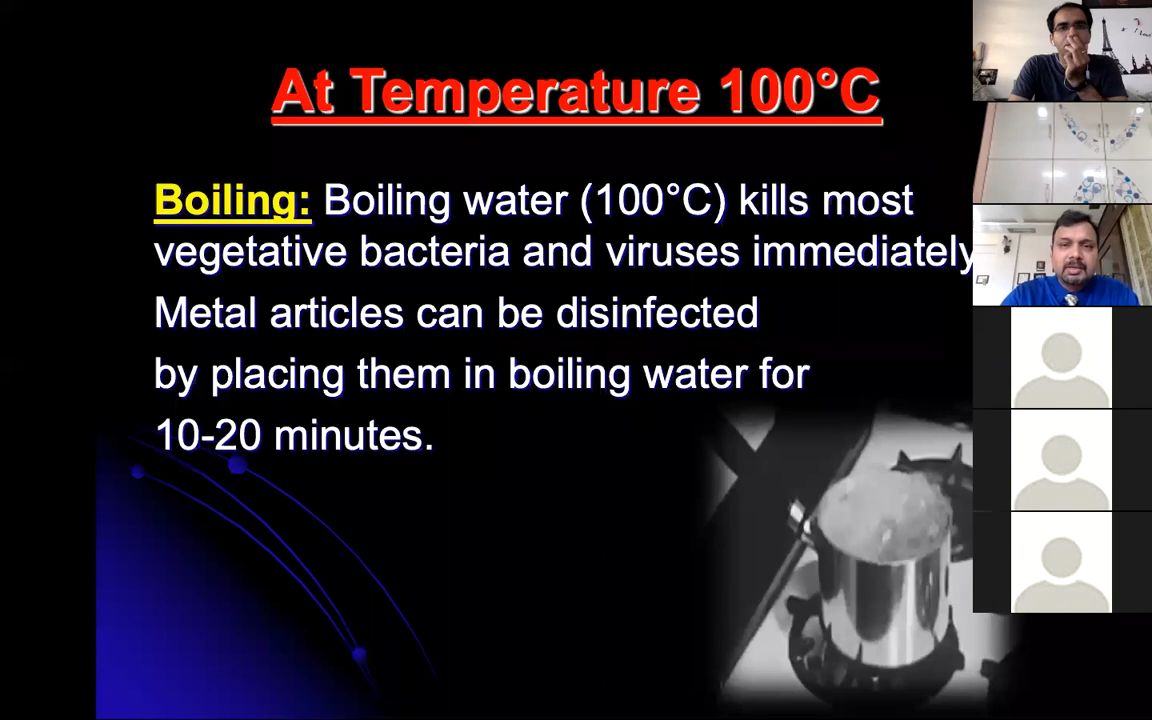 At Temperature 100°C
Boiling: Boiling water (100°C) kills most
vegetative bacteria and viruses immediately
Metal articles can be disinfected
by placing them in boiling water for
10-20 minutes.